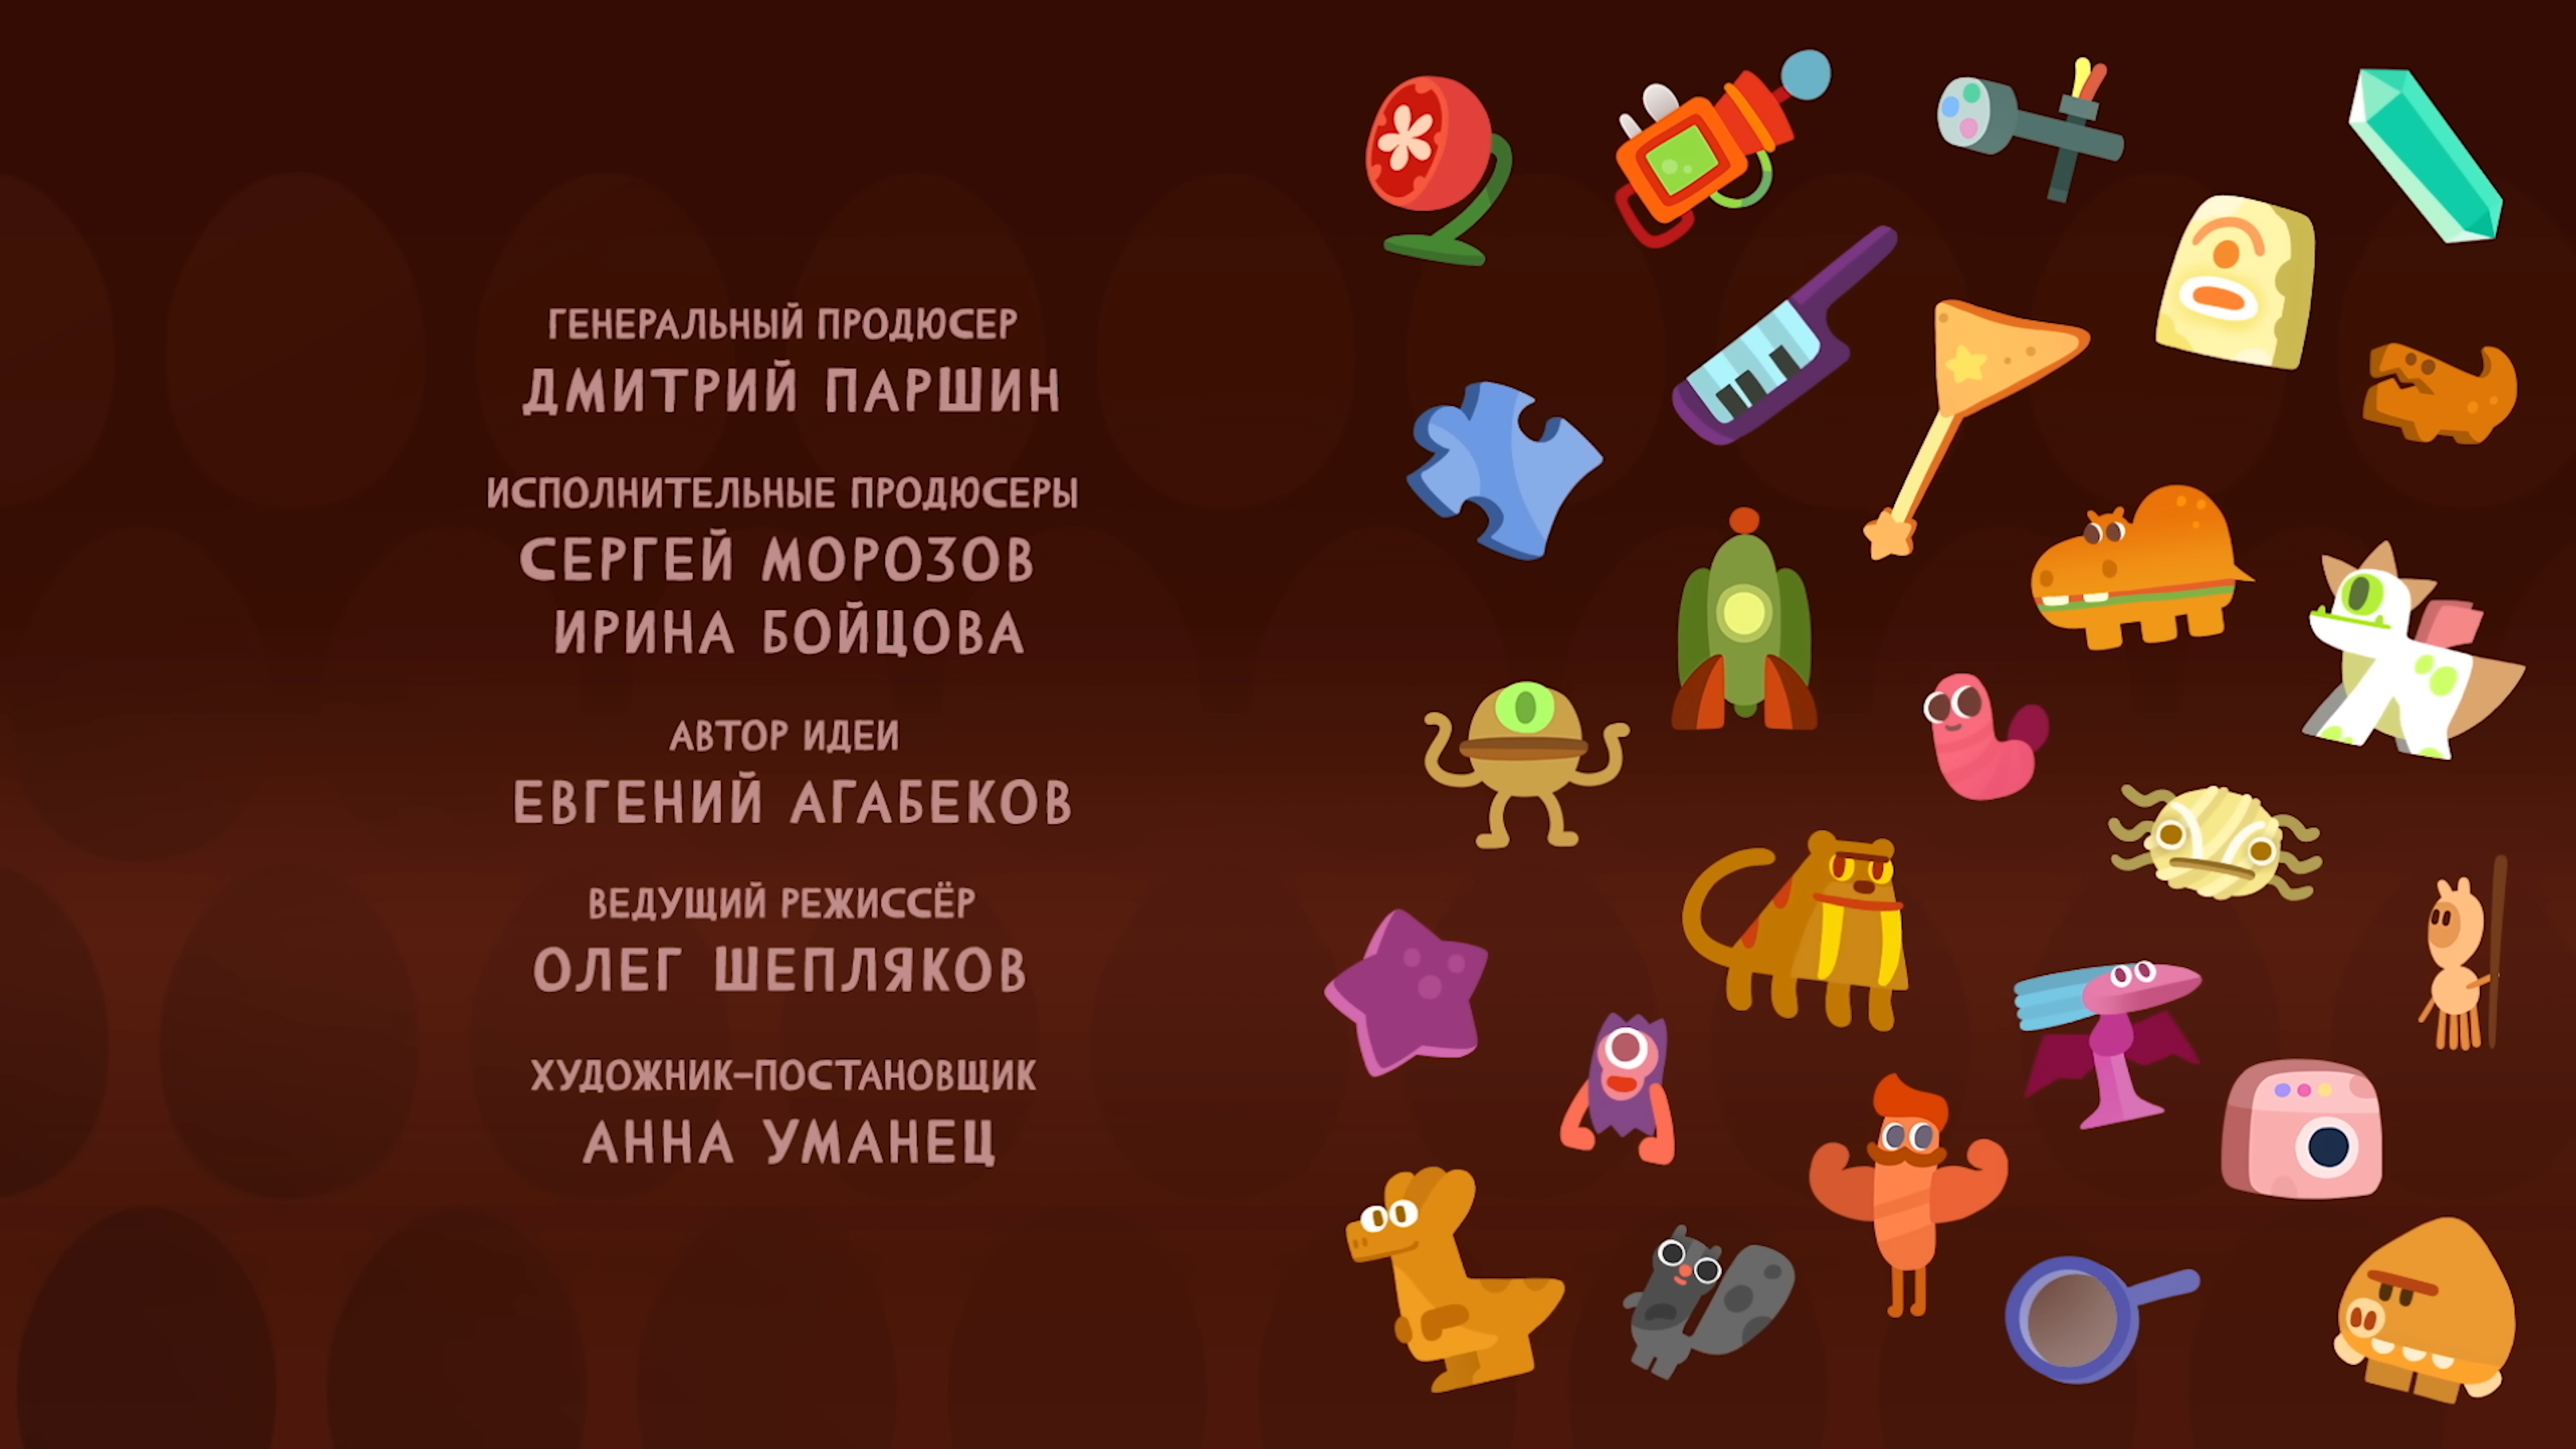 ГЕНЕРАЛЬНЫЙ ПРОДЮСЕР
ДМИТРИЙ ПАРШИН
ИСПОЛНИТЕЛЬНЫЕ ПРОДЮСЕРЫ
СЕРГЕЙ МОРОЗОВ
ИРИНА БОЙЦОВА
АВТОР ИДЕИ
ЕВГЕНИЙ АГАБЕКОВ
ВЕДУЩИЙ РЕЖИССЁР
ОЛЕГ ШЕПЛЯКОВ
ХУДОЖНИК-ПОСТАНОВЩИК
АННА УМАНЕЦ